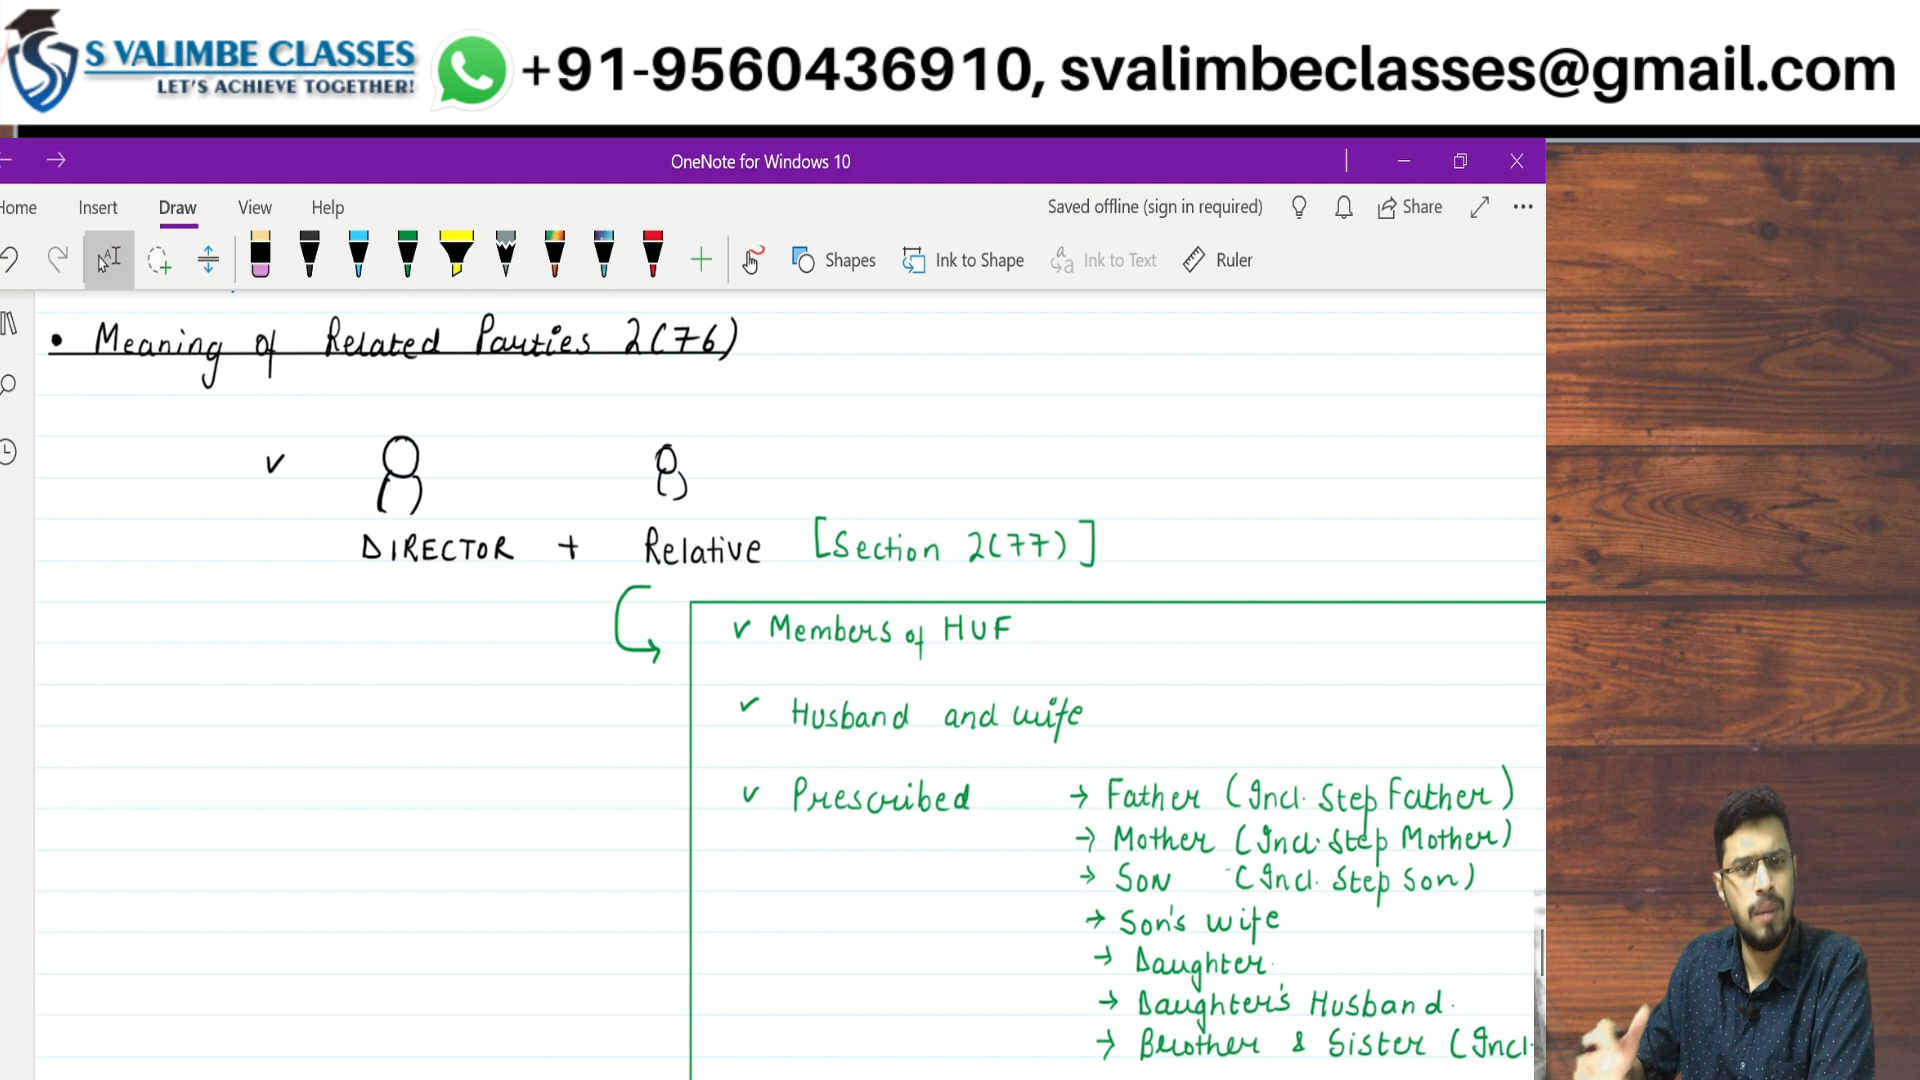 S VALIMBE CLASSES
LET'S ACHIEVE TOGETHER!
+91-9560436910, svalimbeclasses@gmail.com
OneNote for Windows 10
Home Insert Draw View Help
Saved offline (sign in required) Share
Shapes Ink to Shape Ink to Text Ruler
• Meaning of Related Parties 2(76)
DIRECTOR + Relative [Section 2(77)]
✓ Members of HUF
✓ Husband and wife
✓ Prescribed → Father (Incl. Step Father)
→ Mother (Incl. Step Mother)
→ Son (Incl. Step Son)
→ Son's wife
→ Daughter.
→ Daughter's Husband.
→ Brother & Sister (Incl.